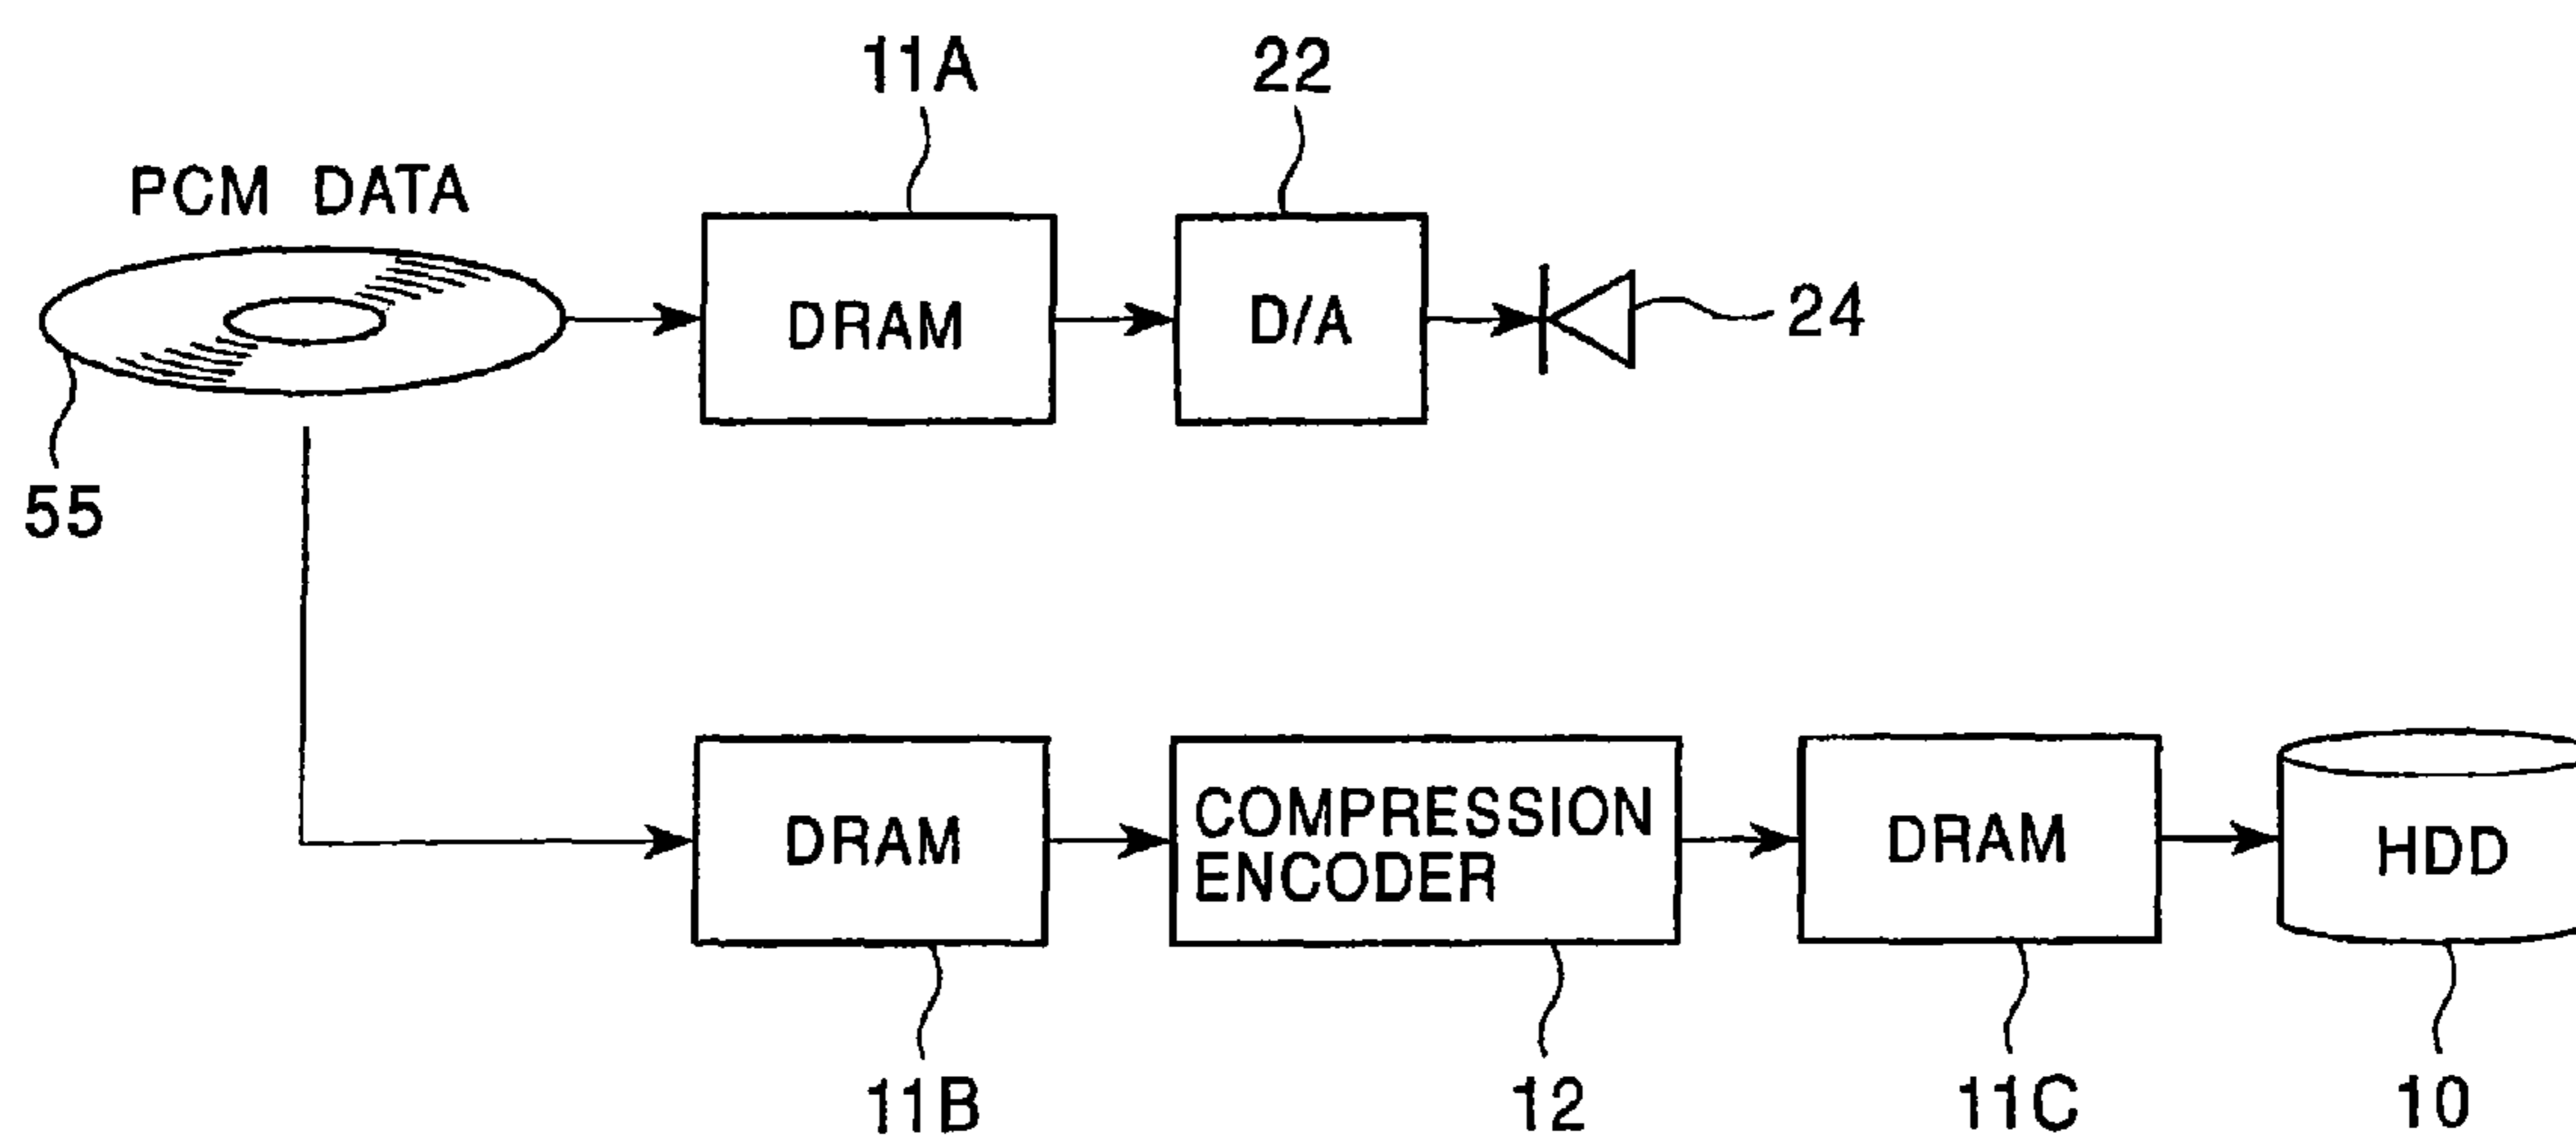 11A
22
PCM DATA
DRAM
D/A
24
55
DRAM
COMPRESSION
ENCODER
DRAM
HDD
11B
12
11C
10